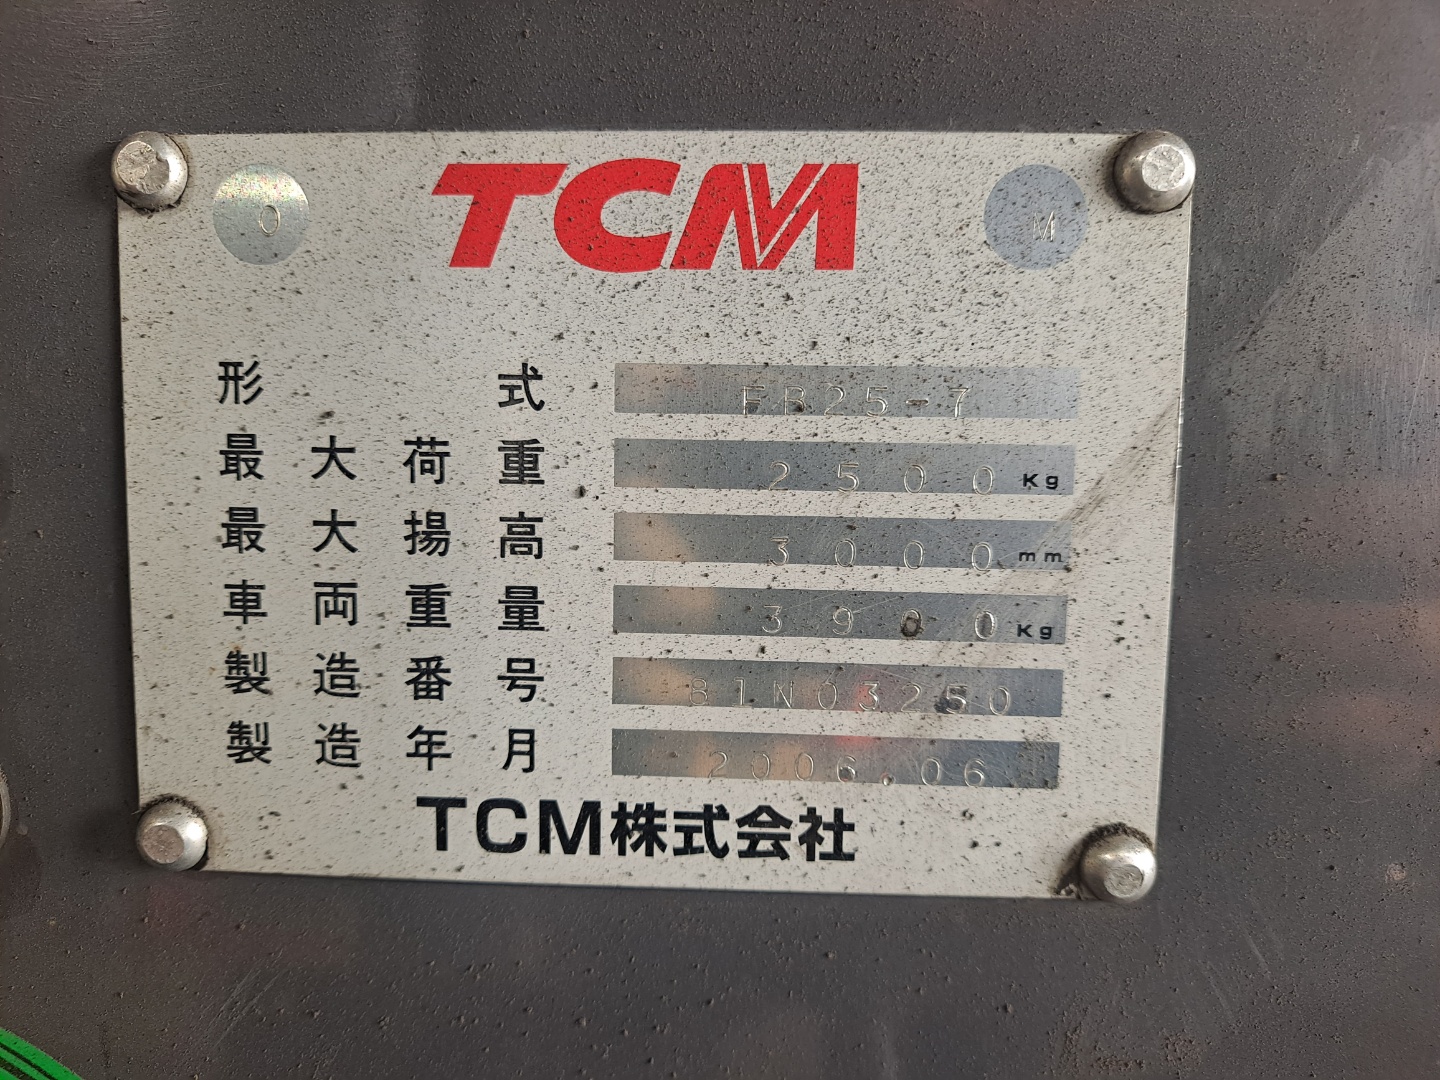 TCM
O M
形式 FB25-7
最大荷重 2500 Kg
最大揚高 3000 mm
車両重量 3900 Kg
製造番号 81N03250
製造年月 2006.06
TCM株式会社